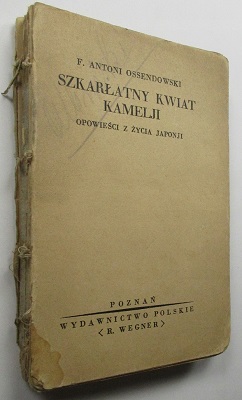 F. ANTONI OSSENDOWSKI
SZKARŁATNY KWIAT
KAMELJI
OPOWIEŚCI Z ŻYCIA JAPONJI
POZNAŃ
WYDAWNICTWO POLSKIE
⟨R. WEGNER⟩